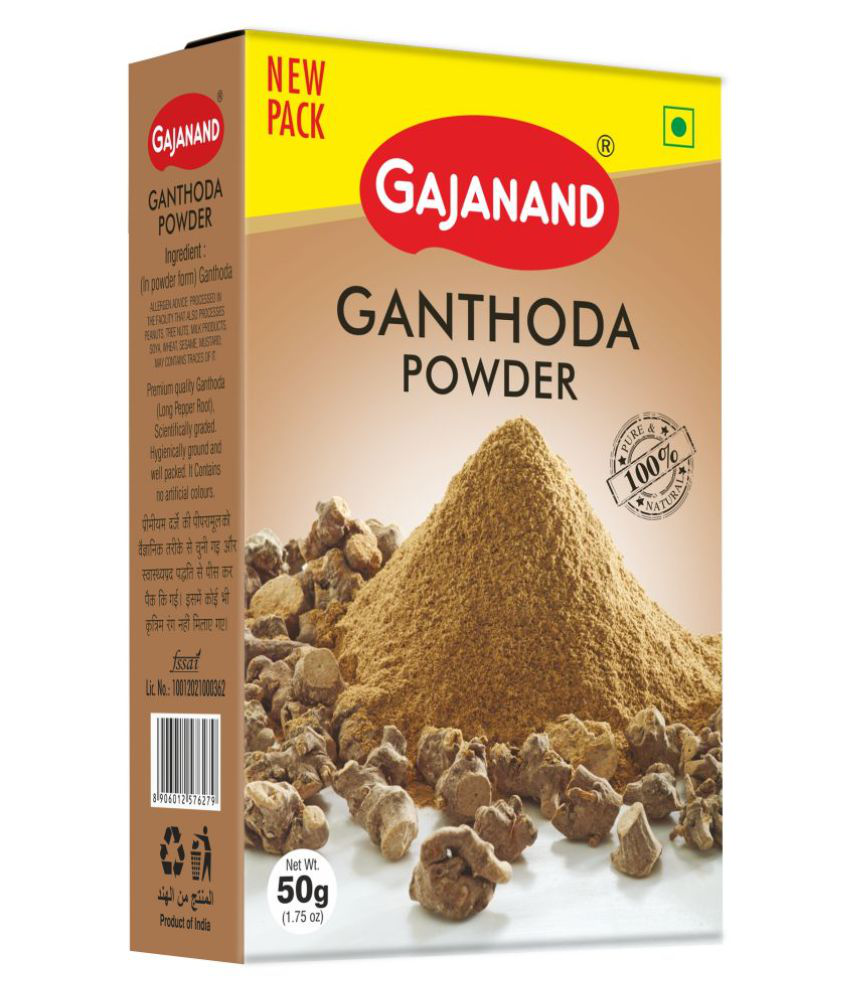 NEW
PACK
GAJANAND
®
GANTHODA
POWDER
PURE &
100%
NATURAL
Net Wt.
50g
(1.75 oz)
GAJANAND
®
GANTHODA
POWDER
Ingredient :
(In powder form) Ganthoda
ALLERGEN ADVICE: PROCESSED IN
THE FACILITY THAT ALSO PROCESSES
PEANUTS, TREE NUTS, MILK PRODUCTS,
SOYA, WHEAT, SESAME, MUSTARD;
MAY CONTAINS TRACES OF IT.
Premium quality Ganthoda
(Long Pepper Root),
Scientifically graded.
Hygienically ground and
well packed. It Contains
no artificial colours.
प्रीमीयम दर्जे की पीपरामूल को
वैज्ञानिक तरीके से चुनी गइ और
स्वास्थ्यप्रद पद्धति से पीस कर
पैक कि गई। इसमें कोई भी
कृत्रिम रंग नहीं मिलाए गए।
fssai
Lic. No.: 10012021000362
8 906012 576279
المنتج من الهند
Product of India